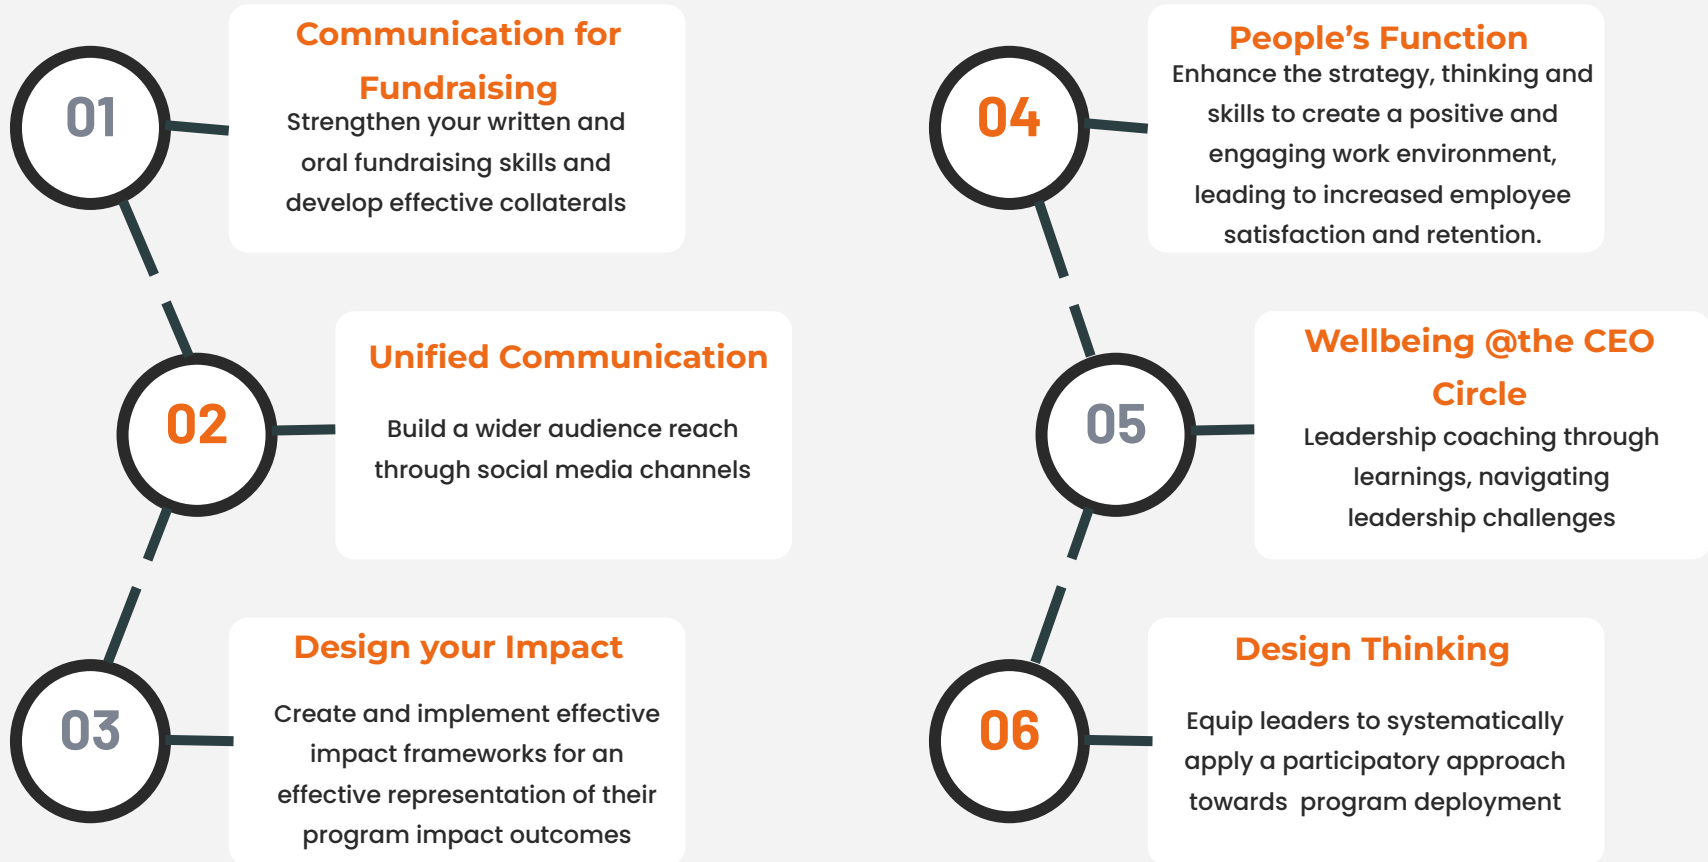 01
Communication for
Fundraising
Strengthen your written and
oral fundraising skills and
develop effective collaterals
02
Unified Communication
Build a wider audience reach
through social media channels
03
Design your Impact
Create and implement effective
impact frameworks for an
effective representation of their
program impact outcomes
04
People’s Function
Enhance the strategy, thinking and
skills to create a positive and
engaging work environment,
leading to increased employee
satisfaction and retention.
05
Wellbeing @the CEO
Circle
Leadership coaching through
learnings, navigating
leadership challenges
06
Design Thinking
Equip leaders to systematically
apply a participatory approach
towards  program deployment